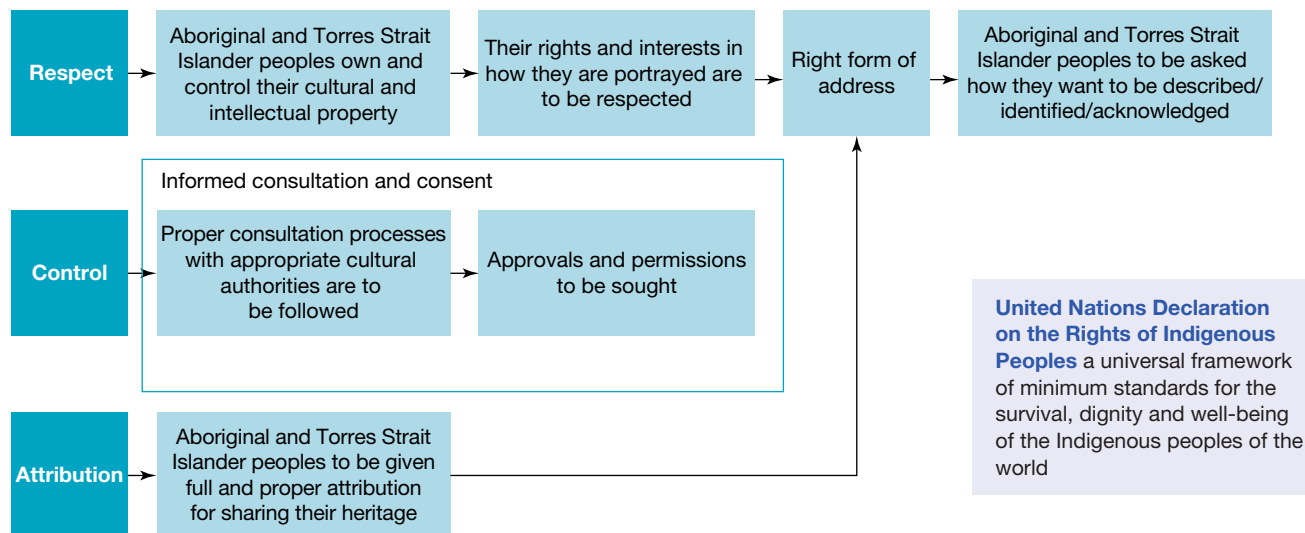 Respect
Aboriginal and Torres Strait
Islander peoples own and
control their cultural and
intellectual property
Their rights and interests in
how they are portrayed are
to be respected
Right form of
address
Aboriginal and Torres Strait
Islander peoples to be asked
how they want to be described/
identified/acknowledged
Informed consultation and consent
Control
Proper consultation processes
with appropriate cultural
authorities are to
be followed
Approvals and permissions
to be sought
United Nations Declaration
on the Rights of Indigenous
Peoples a universal framework
of minimum standards for the
survival, dignity and well-being
of the Indigenous peoples of the
world
Attribution
Aboriginal and Torres Strait
Islander peoples to be given
full and proper attribution
for sharing their heritage